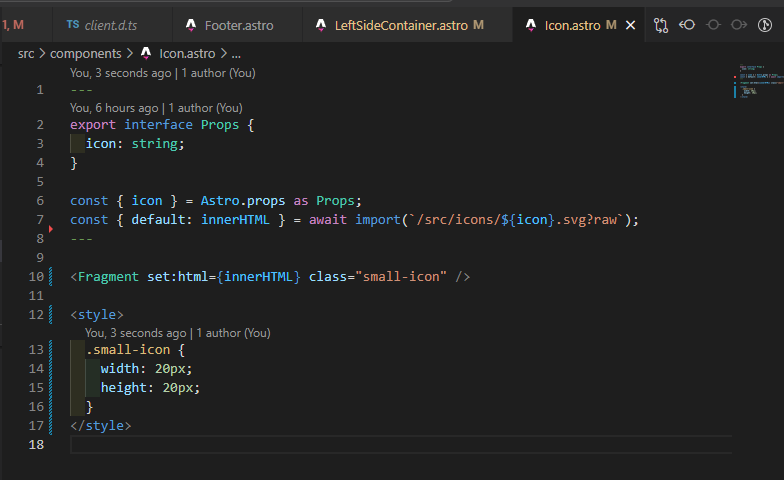 1, M TS client.d.ts Footer.astro LeftSideContainer.astro M Icon.astro M
src > components > Icon.astro > ...
You, 3 seconds ago | 1 author (You)
1 ---
You, 6 hours ago | 1 author (You)
2 export interface Props {
3   icon: string;
4 }
5
6 const { icon } = Astro.props as Props;
7 const { default: innerHTML } = await import(`/src/icons/${icon}.svg?raw`);
8 ---
9
10 <Fragment set:html={innerHTML} class="small-icon" />
11
12 <style>
You, 3 seconds ago | 1 author (You)
13   .small-icon {
14     width: 20px;
15     height: 20px;
16   }
17 </style>
18